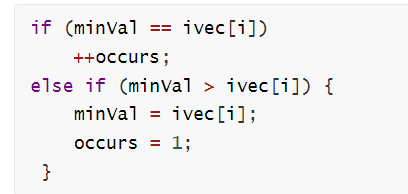 if (minVal == ivec[i])
    ++occurs;
else if (minVal > ivec[i]) {
    minVal = ivec[i];
    occurs = 1;
 }